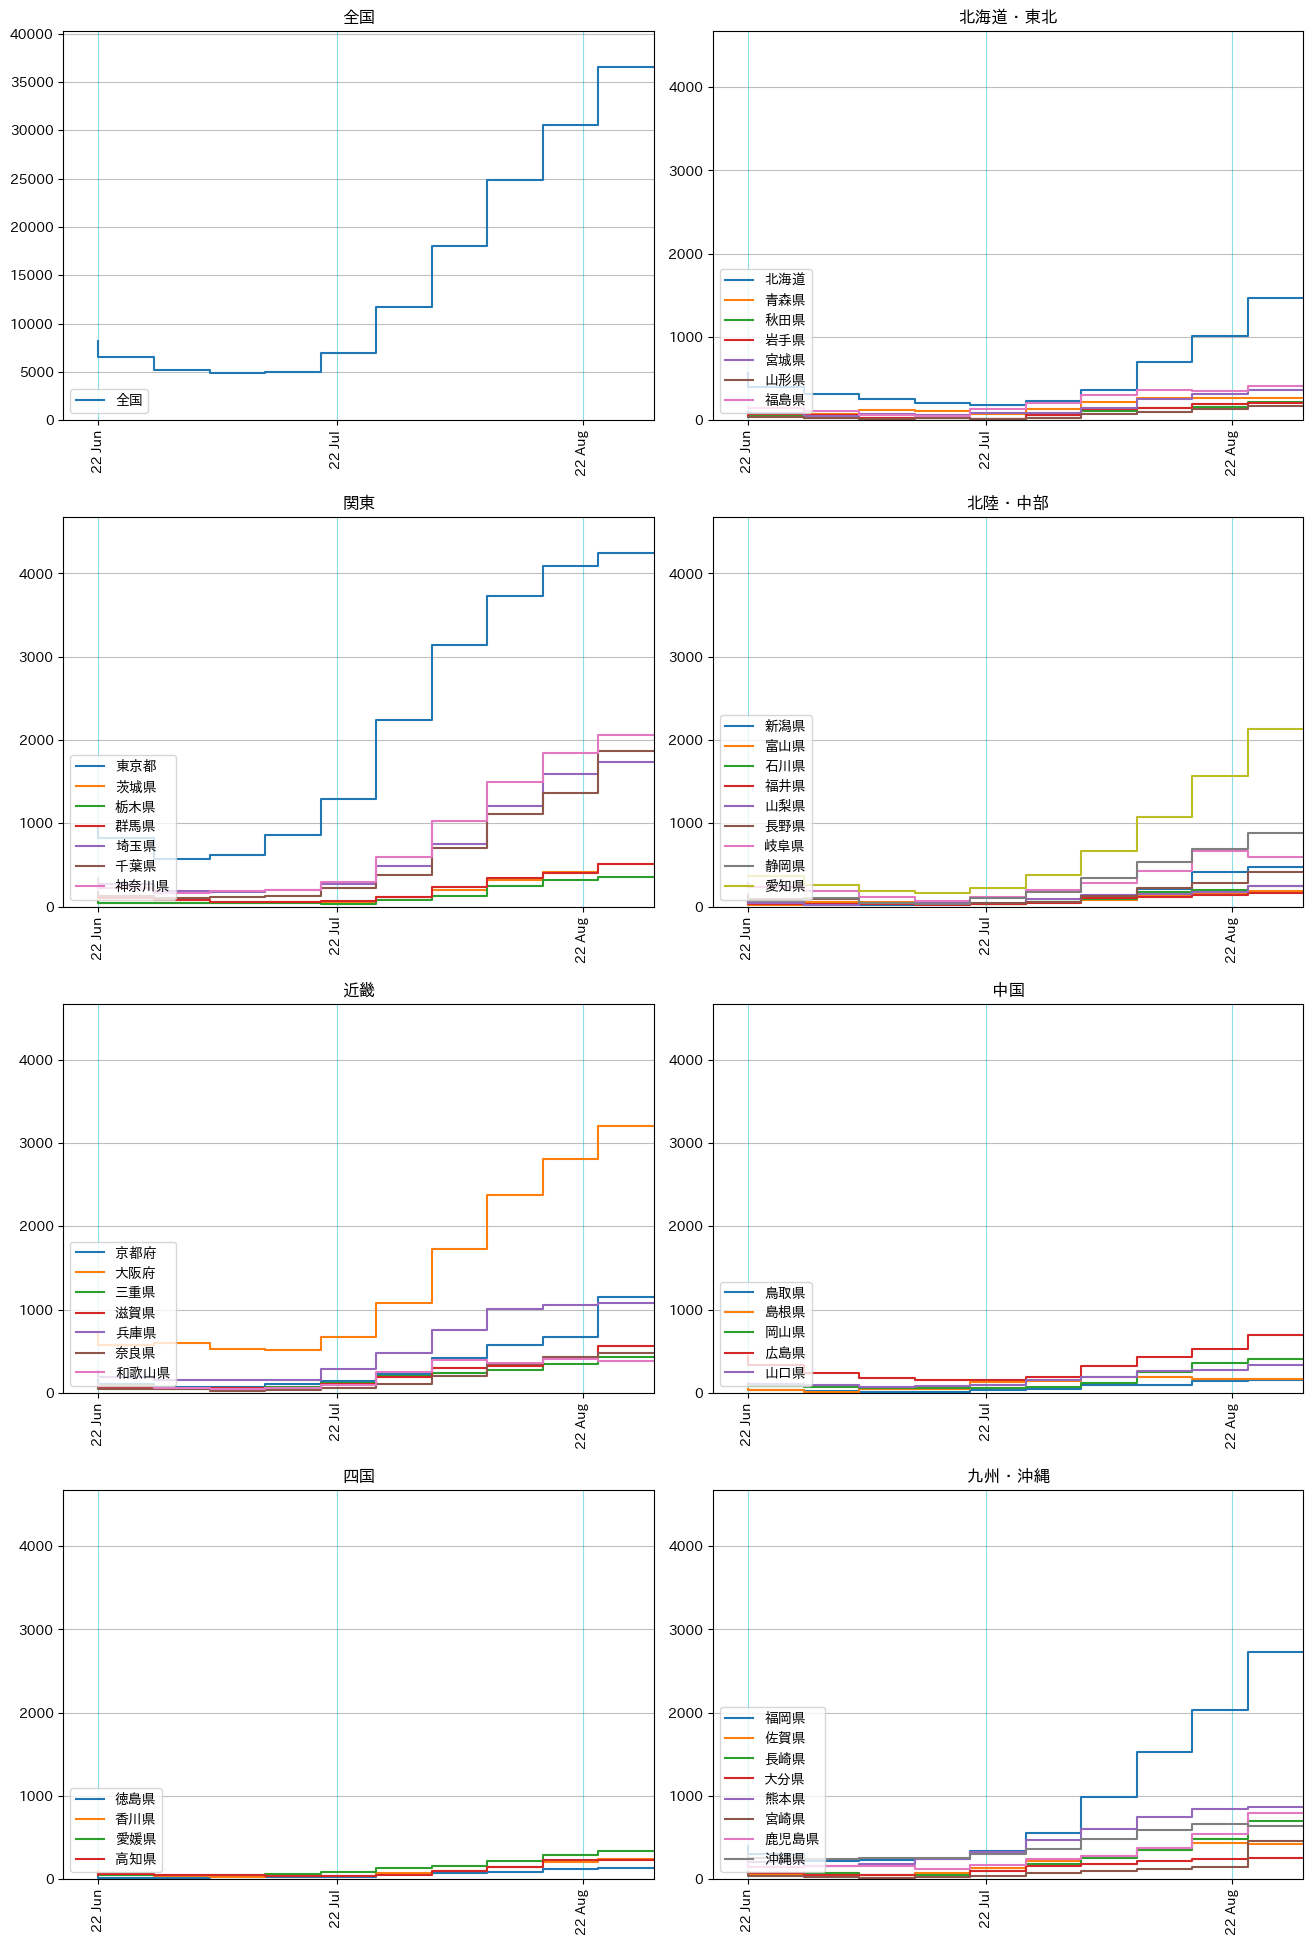 全国
40000
35000
30000
25000
20000
15000
10000
5000
0
全国
22 Jun
22 Jul
22 Aug
北海道・東北
4000
3000
2000
1000
0
北海道
青森県
秋田県
岩手県
宮城県
山形県
福島県
22 Jun
22 Jul
22 Aug
関東
4000
3000
2000
1000
0
東京都
茨城県
栃木県
群馬県
埼玉県
千葉県
神奈川県
22 Jun
22 Jul
22 Aug
北陸・中部
4000
3000
2000
1000
0
新潟県
富山県
石川県
福井県
山梨県
長野県
岐阜県
静岡県
愛知県
22 Jun
22 Jul
22 Aug
近畿
4000
3000
2000
1000
0
京都府
大阪府
三重県
滋賀県
兵庫県
奈良県
和歌山県
22 Jun
22 Jul
22 Aug
中国
4000
3000
2000
1000
0
鳥取県
島根県
岡山県
広島県
山口県
22 Jun
22 Jul
22 Aug
四国
4000
3000
2000
1000
0
徳島県
香川県
愛媛県
高知県
22 Jun
22 Jul
22 Aug
九州・沖縄
4000
3000
2000
1000
0
福岡県
佐賀県
長崎県
大分県
熊本県
宮崎県
鹿児島県
沖縄県
22 Jun
22 Jul
22 Aug